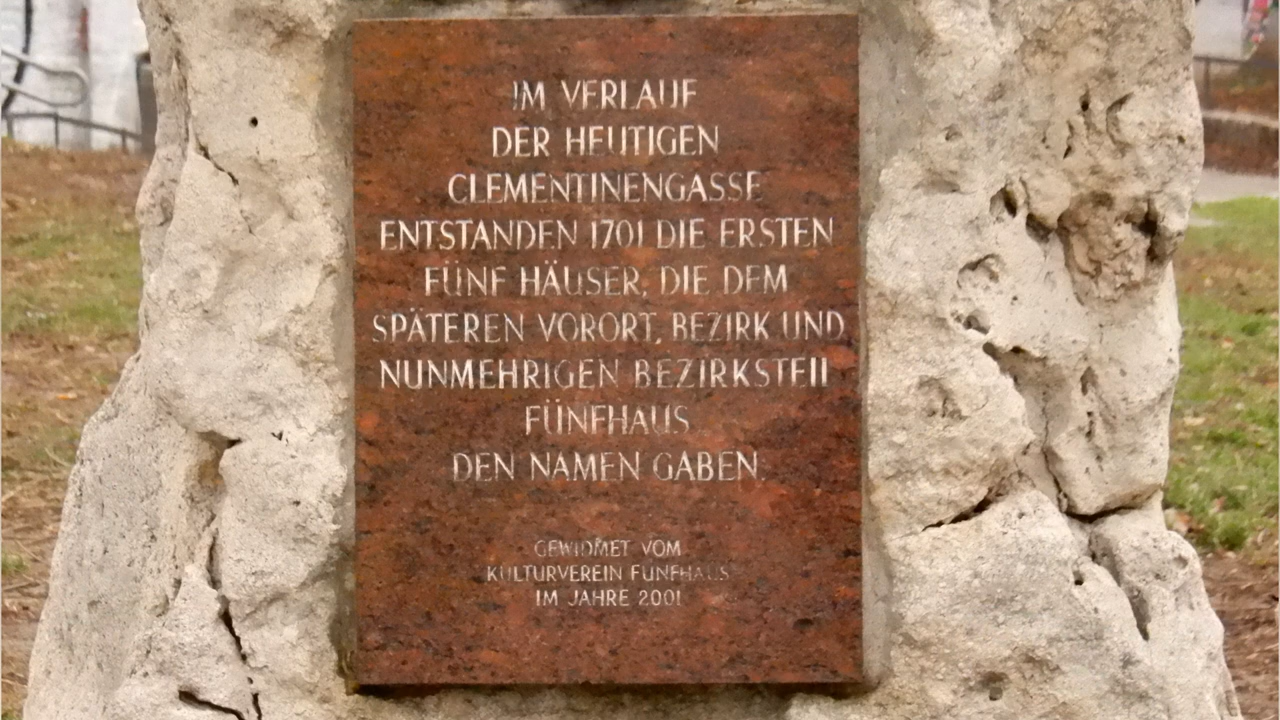 IM VERLAUF
DER HEUTIGEN
CLEMENTINENGASSE
ENTSTANDEN 1701 DIE ERSTEN
FÜNF HÄUSER, DIE DEM
SPÄTEREN VORORT, BEZIRK UND
NUNMEHRIGEN BEZIRKSTEIL
FÜNFHAUS
DEN NAMEN GABEN.
GEWIDMET VOM
KULTURVEREIN FÜNFHAUS
IM JAHRE 2001